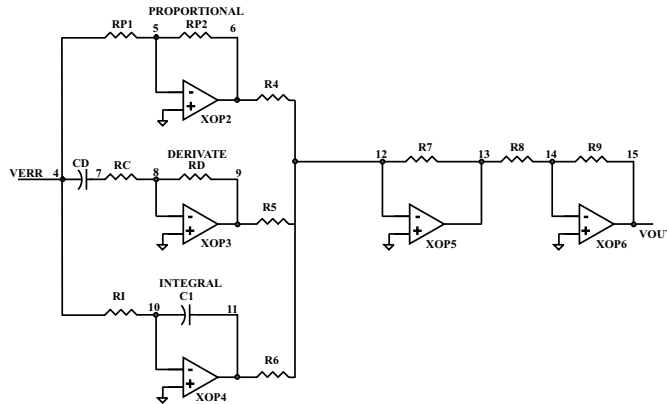 PROPORTIONAL
RP1 5 RP2 6
- + XOP2 R4
DERIVATE
VERR 4 CD 7 RC 8 RD 9
- + XOP3 R5
INTEGRAL
RI 10 C1 11
- + XOP4 R6
12 R7 13 R8 14 R9 15
- + XOP5
- + XOP6 VOU